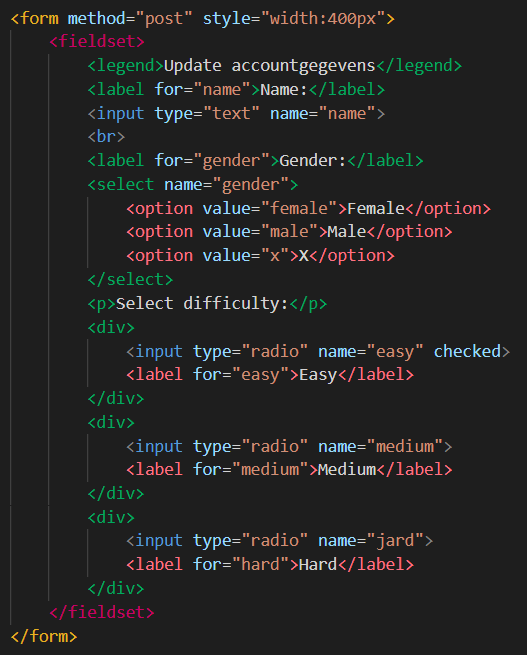 <form method="post" style="width:400px">
<fieldset>
<legend>Update accountgegevens</legend>
<label for="name">Name:</label>
<input type="text" name="name">
<br>
<label for="gender">Gender:</label>
<select name="gender">
<option value="female">Female</option>
<option value="male">Male</option>
<option value="x">X</option>
</select>
<p>Select difficulty:</p>
<div>
<input type="radio" name="easy" checked>
<label for="easy">Easy</label>
</div>
<div>
<input type="radio" name="medium">
<label for="medium">Medium</label>
</div>
<div>
<input type="radio" name="jard">
<label for="hard">Hard</label>
</div>
</fieldset>
</form>